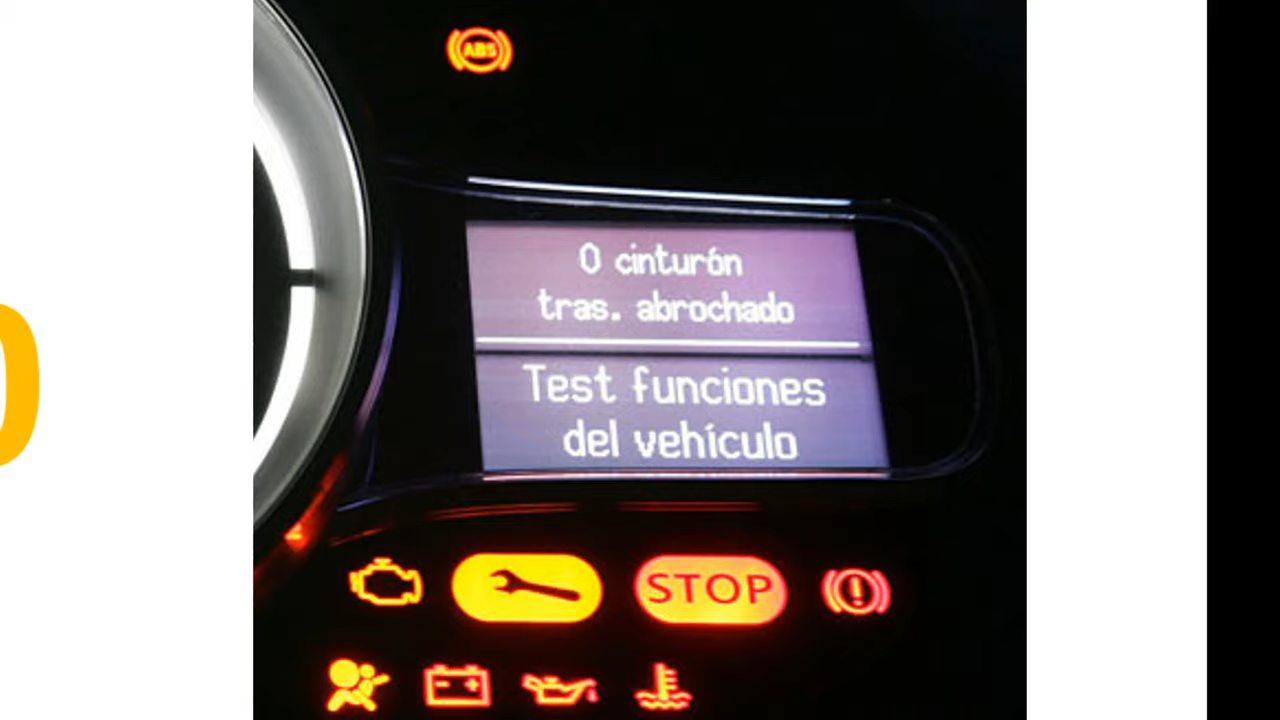 ABS
0 cinturón
tras. abrochado
Test funciones
del vehículo
STOP